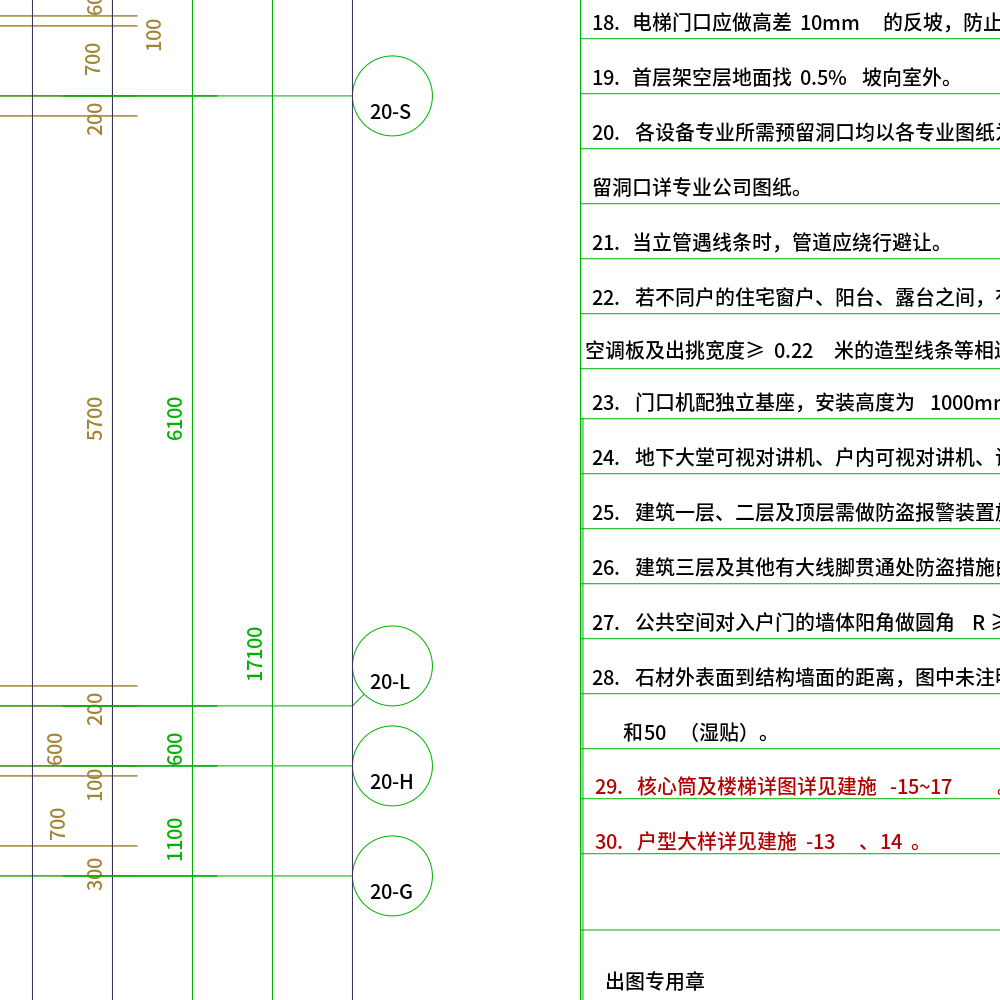 100
700
20-S
200
5700
6100
17100
20-L
200
600
600
20-H
100
700
1100
300
20-G
18. 电梯门口应做高差 10mm 的反坡，防止
19. 首层架空层地面找 0.5% 坡向室外。
20. 各设备专业所需预留洞口均以各专业图纸
留洞口详专业公司图纸。
21. 当立管遇线条时，管道应绕行避让。
22. 若不同户的住宅窗户、阳台、露台之间，
空调板及出挑宽度≥ 0.22 米的造型线条等相
23. 门口机配独立基座，安装高度为 1000mm
24. 地下大堂可视对讲机、户内可视对讲机、
25. 建筑一层、二层及顶层需做防盗报警装置
26. 建筑三层及其他有大线脚贯通处防盗措施
27. 公共空间对入户门的墙体阳角做圆角 R ≥
28. 石材外表面到结构墙面的距离，图中未注
和50 （湿贴）。
29. 核心筒及楼梯详图详见建施 -15~17 。
30. 户型大样详见建施 -13 、14 。
出图专用章